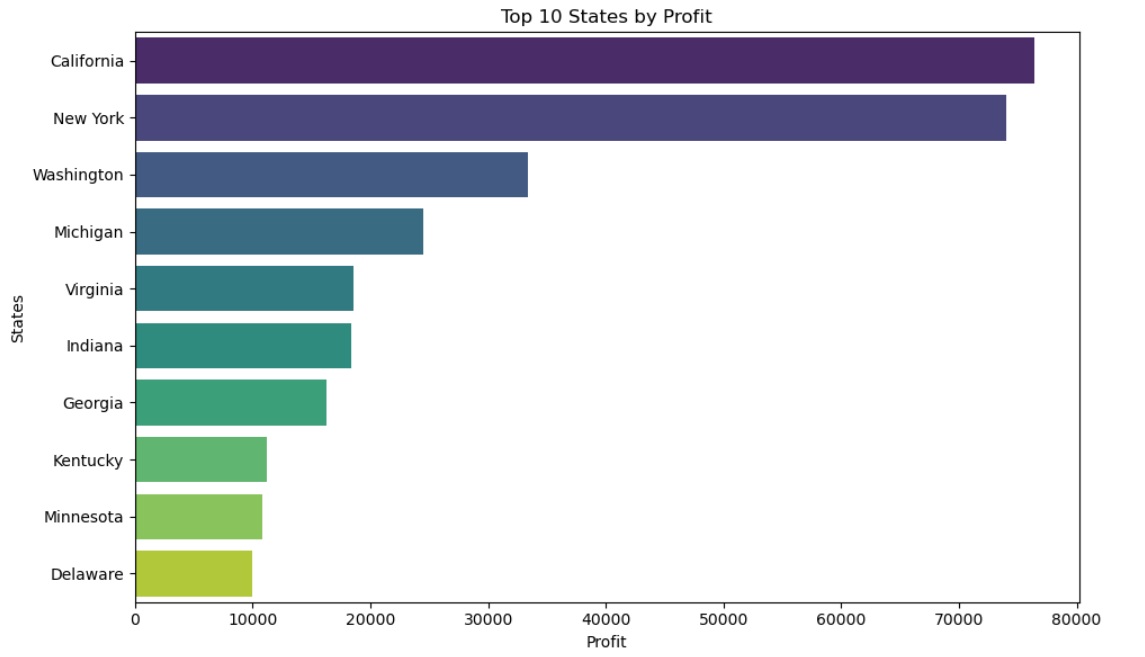 Top 10 States by Profit
California
New York
Washington
Michigan
Virginia
Indiana
Georgia
Kentucky
Minnesota
Delaware
States
0 10000 20000 30000 40000 50000 60000 70000 80000
Profit